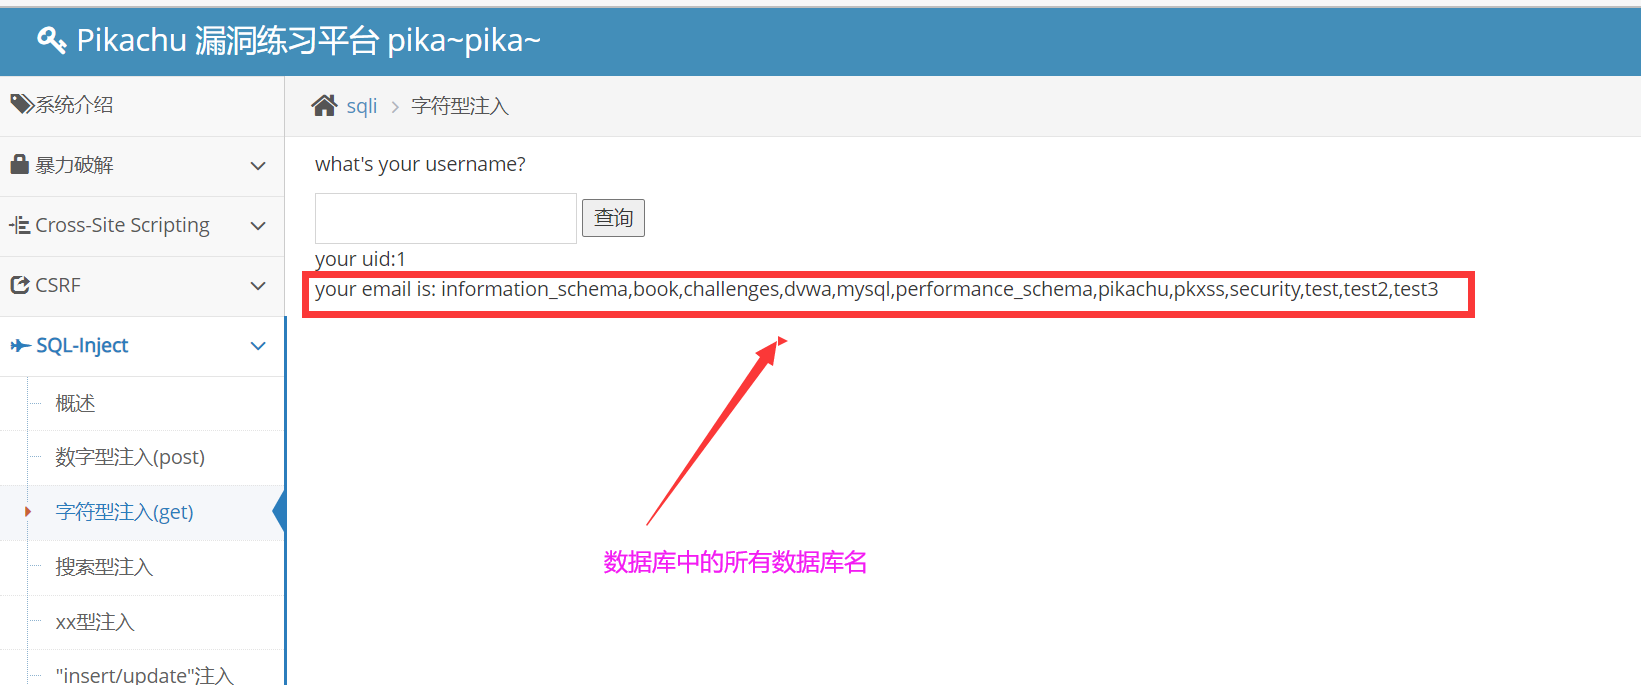 Pikachu 漏洞练习平台 pika~pika~
系统介绍
暴力破解
Cross-Site Scripting
CSRF
SQL-Inject
概述
数字型注入(post)
字符型注入(get)
搜索型注入
xx型注入
"insert/update"注入
sqli > 字符型注入
what's your username?
查询
your uid:1
your email is: information_schema,book,challenges,dvwa,mysql,performance_schema,pikachu,pkxss,security,test,test2,test3
数据库中的所有数据库名